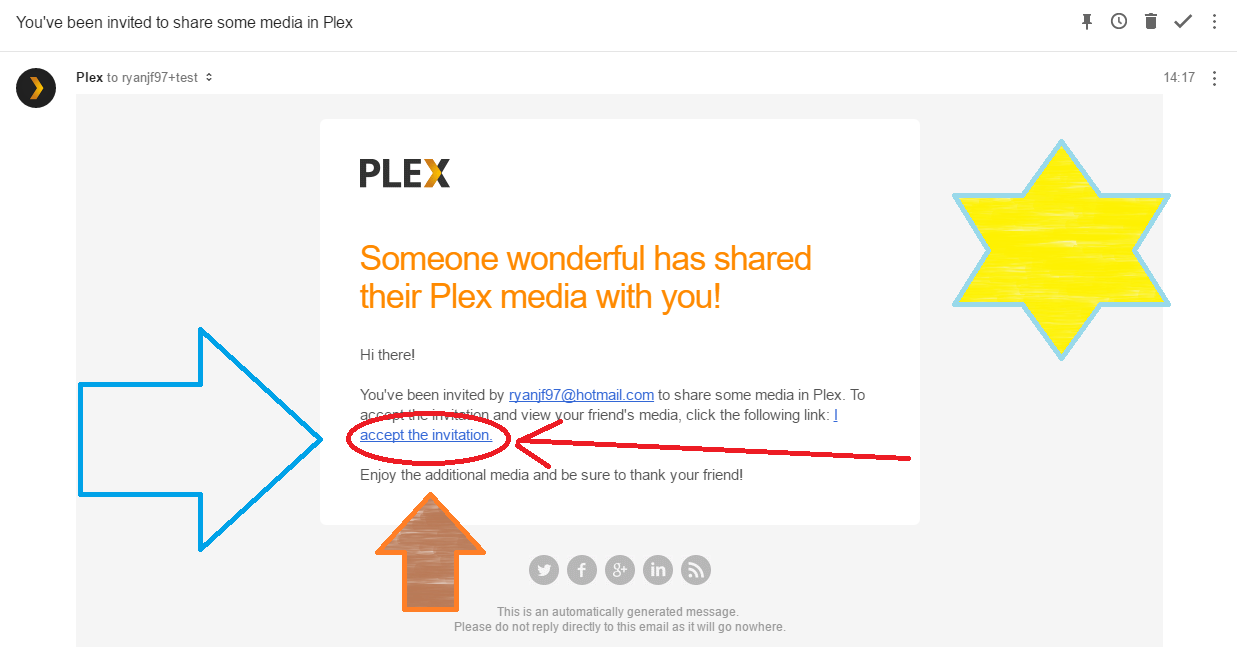 You've been invited to share some media in Plex
Plex to ryanjf97+test
14:17
PLEX
Someone wonderful has shared
their Plex media with you!
Hi there!
You've been invited by ryanjf97@hotmail.com to share some media in Plex. To
accept the invitation and view your friend's media, click the following link: I
accept the invitation.
Enjoy the additional media and be sure to thank your friend!
f g+ in
This is an automatically generated message.
Please do not reply directly to this email as it will go nowhere.